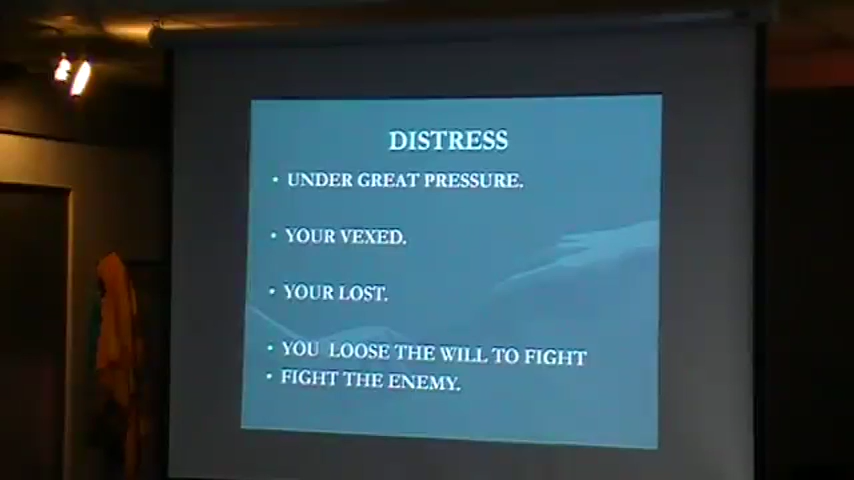 DISTRESS
• UNDER GREAT PRESSURE.
• YOUR VEXED.
• YOUR LOST.
• YOU LOOSE THE WILL TO FIGHT
• FIGHT THE ENEMY.